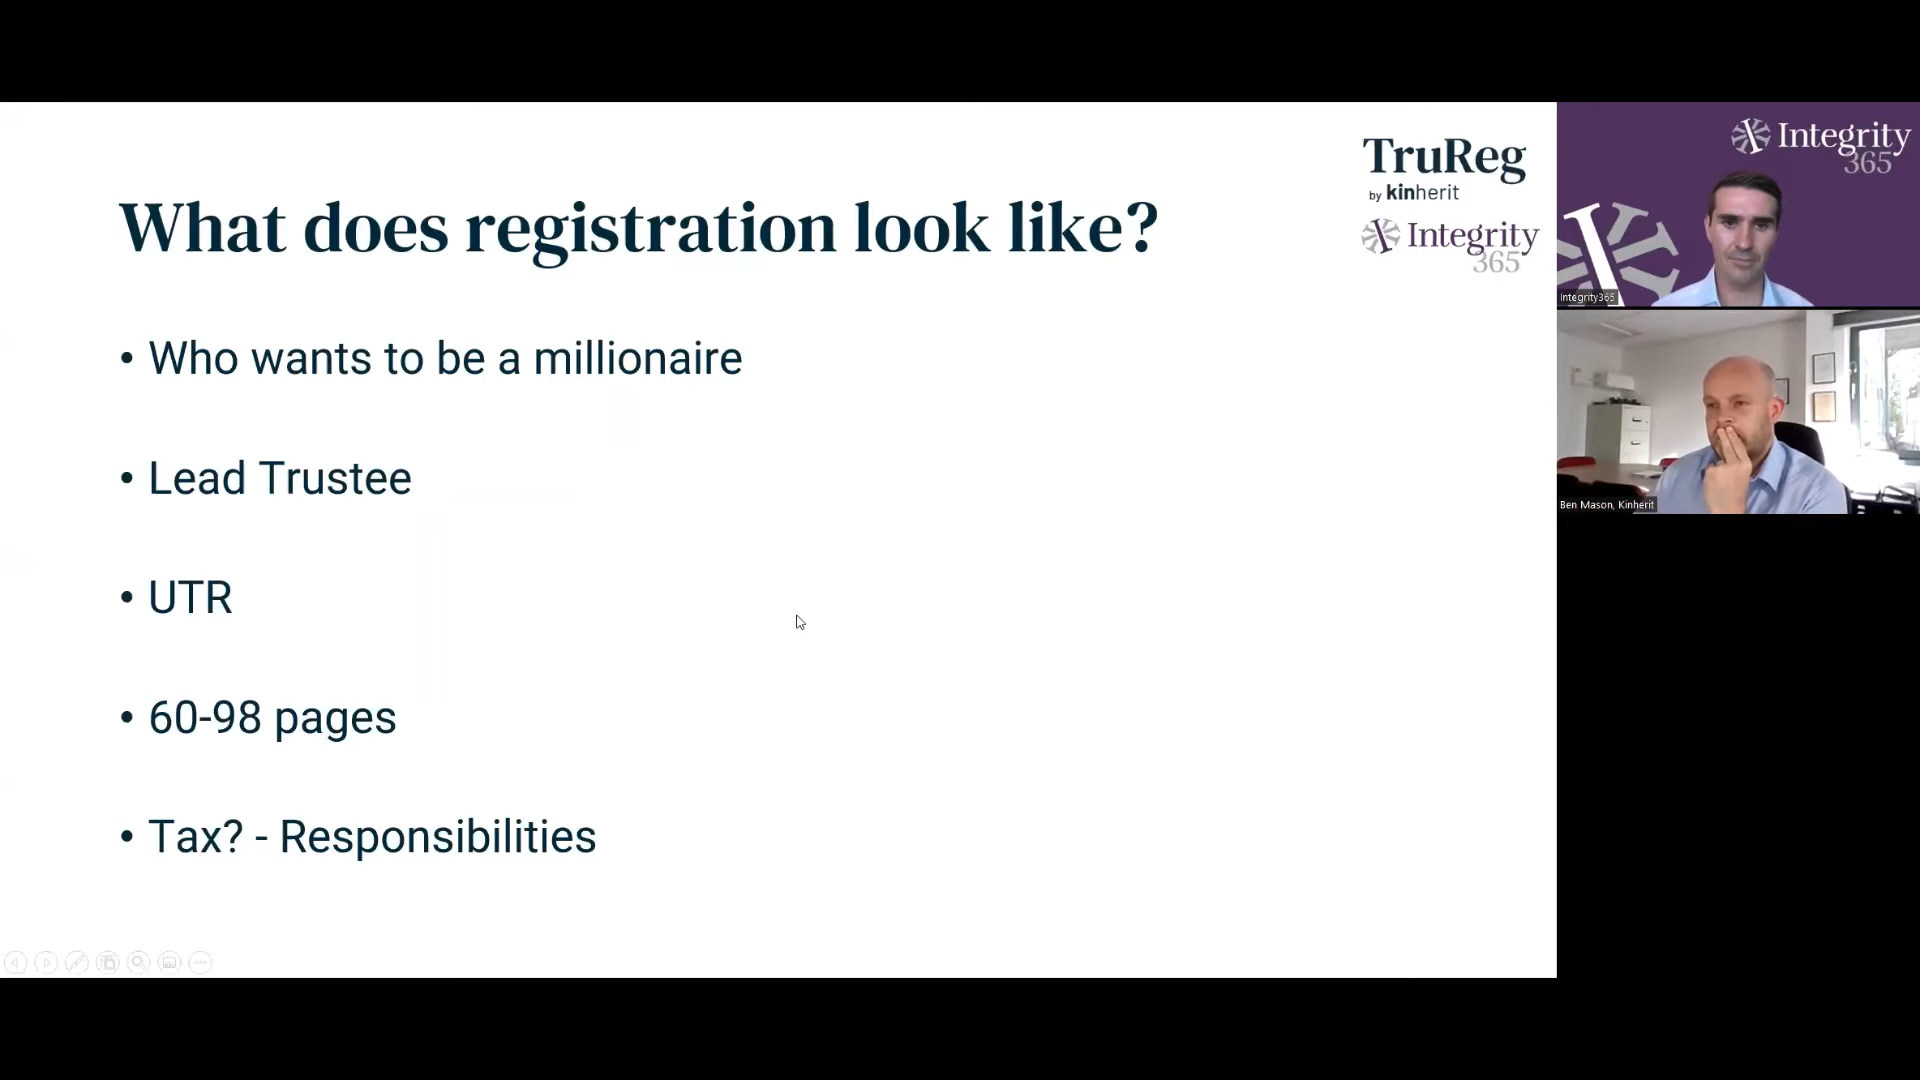 What does registration look like?
• Who wants to be a millionaire
• Lead Trustee
• UTR
• 60-98 pages
• Tax? - Responsibilities
TruReg
by kinherit
Integrity
365
Integrity
365
Integrity365
Ben Mason, Kinherit